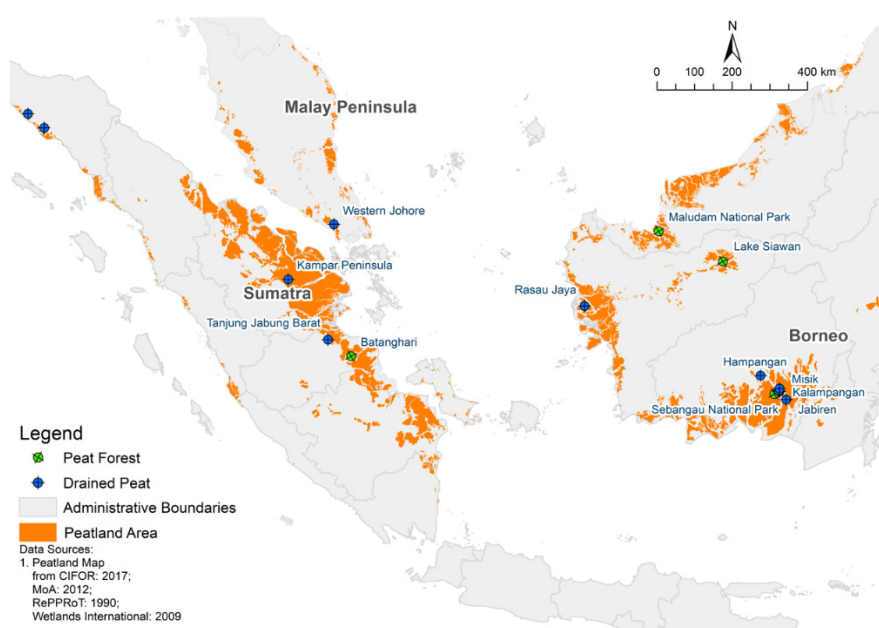 N
0 100 200 400 km
Malay Peninsula
Western Johore
Maludam National Park
Lake Siawan
Kampar Peninsula
Sumatra
Rasau Jaya
Tanjung Jabung Barat
Batanghari
Borneo
Hampangan
Misik
Kalampangan
Sebangau National Park
Jabiren
Legend
Peat Forest
Drained Peat
Administrative Boundaries
Peatland Area
Data Sources:
1. Peatland Map
from CIFOR: 2017;
MoA: 2012;
RePPRoT: 1990;
Wetlands International: 2009